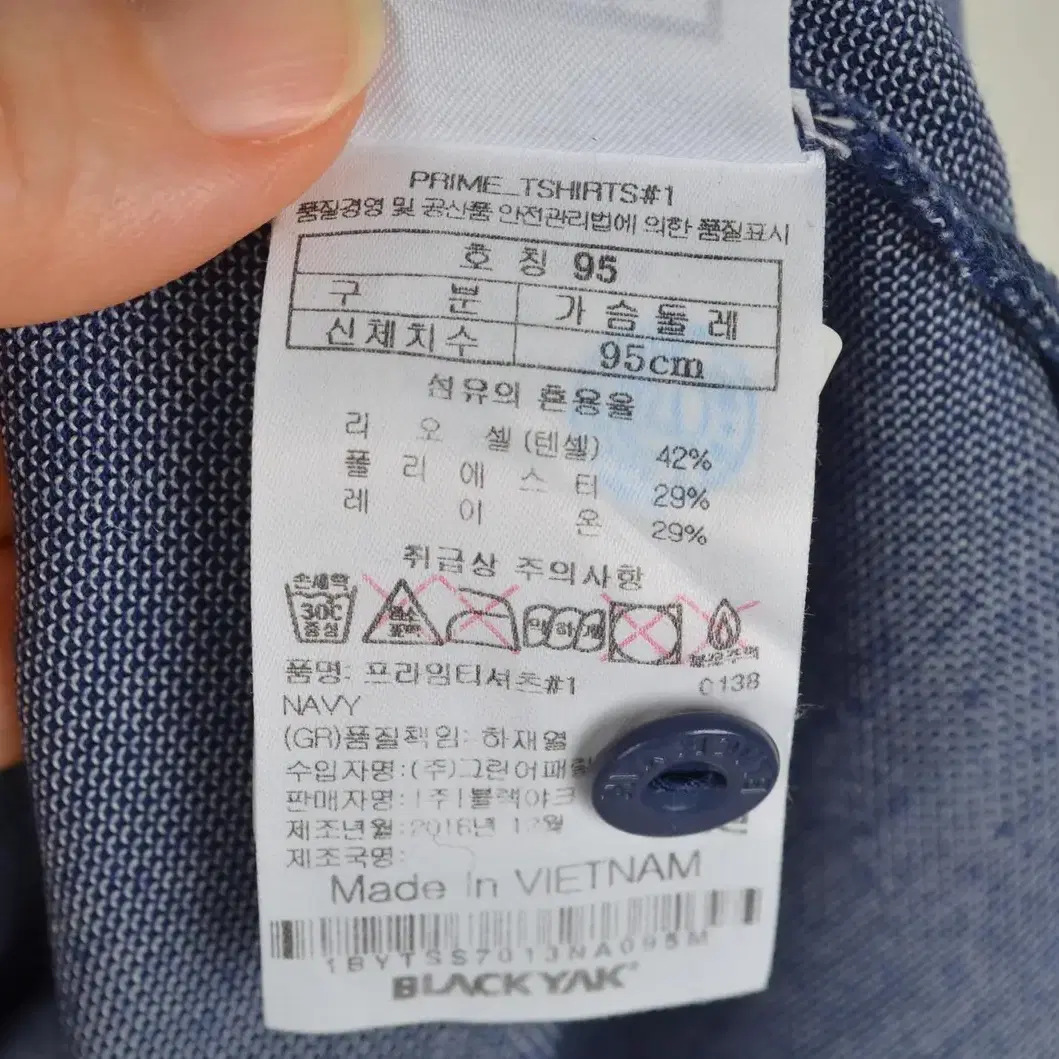 PRIME_TSHIRTS#1
품질경영 및 공산품 안전관리법에 의한 품질표시
호 칭 95
구 분 가슴둘레
신체치수 95cm
섬유의 혼용율
리 오 셀 (텐셀) 42%
폴 리 에 스 터 29%
레 이 온 29%
취급상 주의사항
손세탁
30℃
중성
약하게
품명: 프라임티셔츠#1 0138
NAVY
(GR)품질책임: 하재열
수입자명:(주)그린어패럴
판매자명:(주)블랙야크
제조년월:2016년 12월
제조국명:
Made In VIETNAM
1BYTSS7013NA095M
BLACK YAK